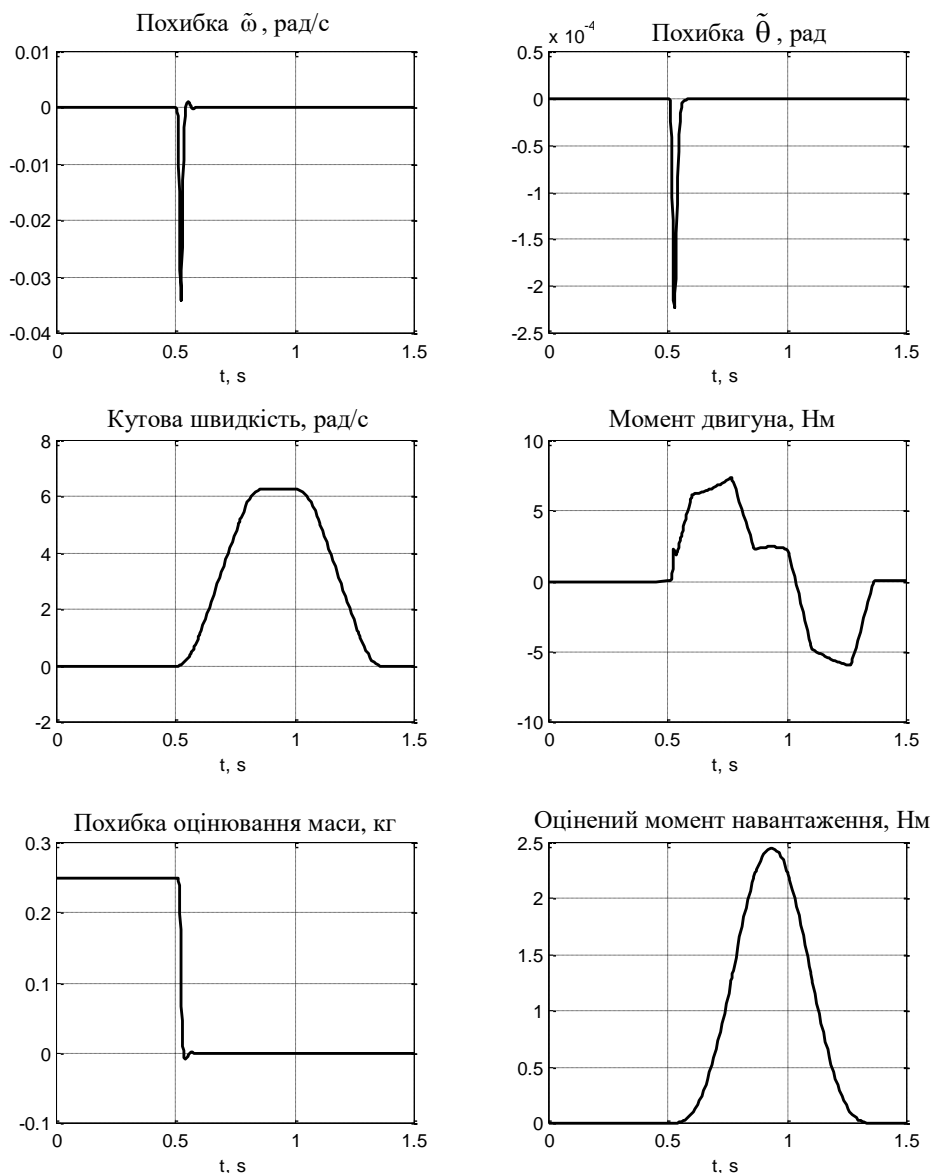 Похибка ω̃, рад/с
0.01
0
-0.01
-0.02
-0.03
-0.04
0 0.5 1 1.5
t, s
Похибка θ̃, рад
x 10⁻⁴
0.5
0
-0.5
-1
-1.5
-2
-2.5
0 0.5 1 1.5
t, s
Кутова швидкість, рад/с
8
6
4
2
0
-2
0 0.5 1 1.5
t, s
Момент двигуна, Нм
10
5
0
-5
-10
0 0.5 1 1.5
t, s
Похибка оцінювання маси, кг
0.3
0.2
0.1
0
-0.1
0 0.5 1 1.5
t, s
Оцінений момент навантаження, Нм
2.5
2
1.5
1
0.5
0
0 0.5 1 1.5
t, s